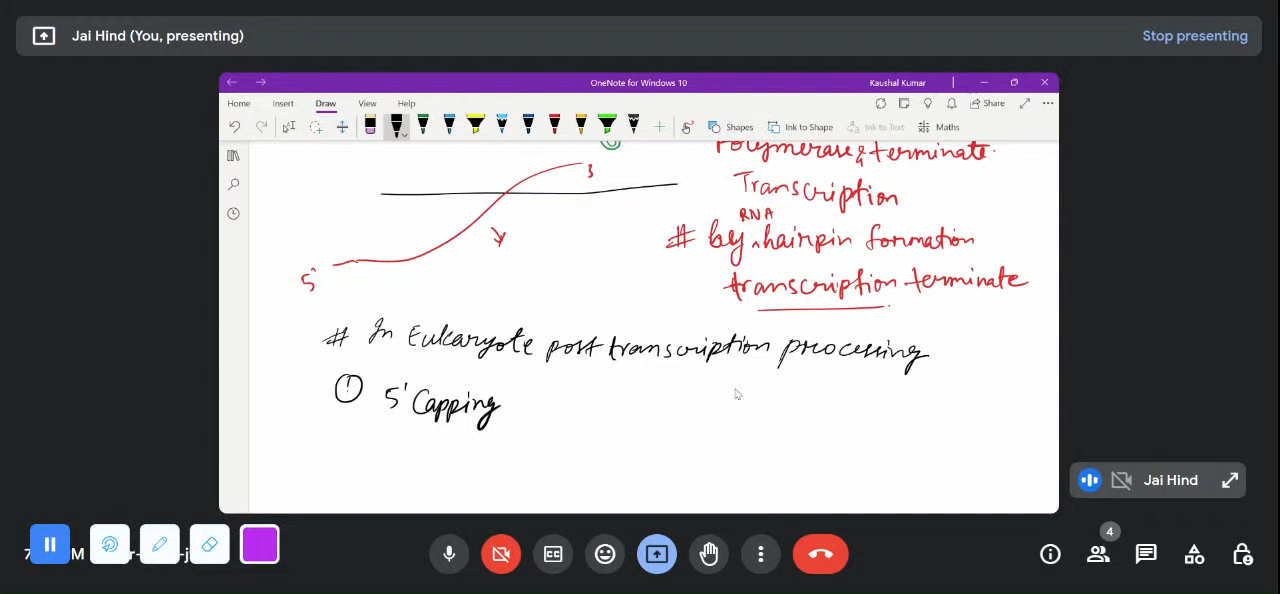 Jai Hind (You, presenting)
Stop presenting
OneNote for Windows 10
Kaushal Kumar
Home Insert Draw View Help
Share
Shapes
Ink to Shape
Ink to Text
Maths
Polymerase & terminate.
Transcription
RNA
# by ^ hairpin formation
transcription terminate
3
5'
# In Eukaryote post transcription processing
① 5' Capping
Jai Hind
4
CC